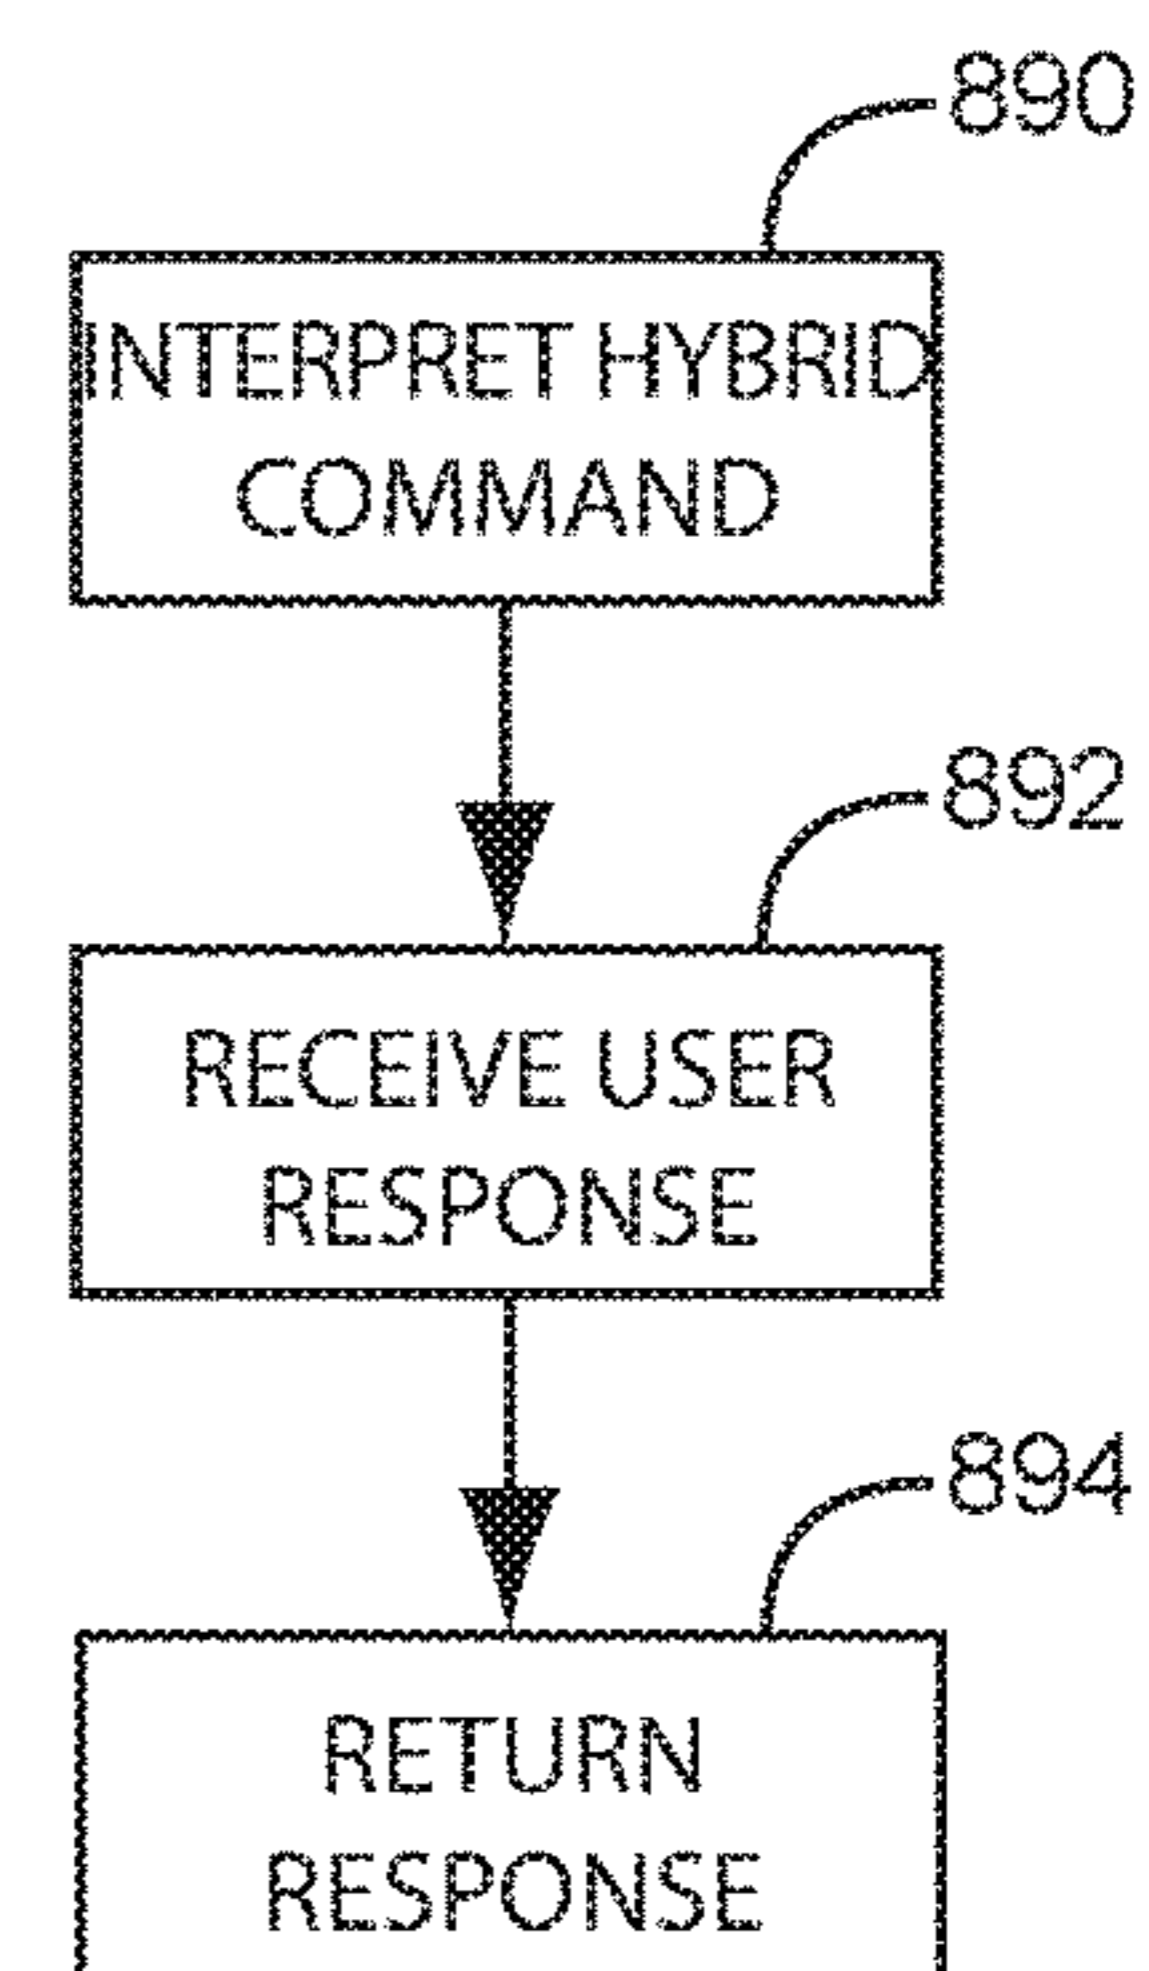 890
INTERPRET HYBRID
COMMAND
892
RECEIVE USER
RESPONSE
894
RETURN
RESPONSE